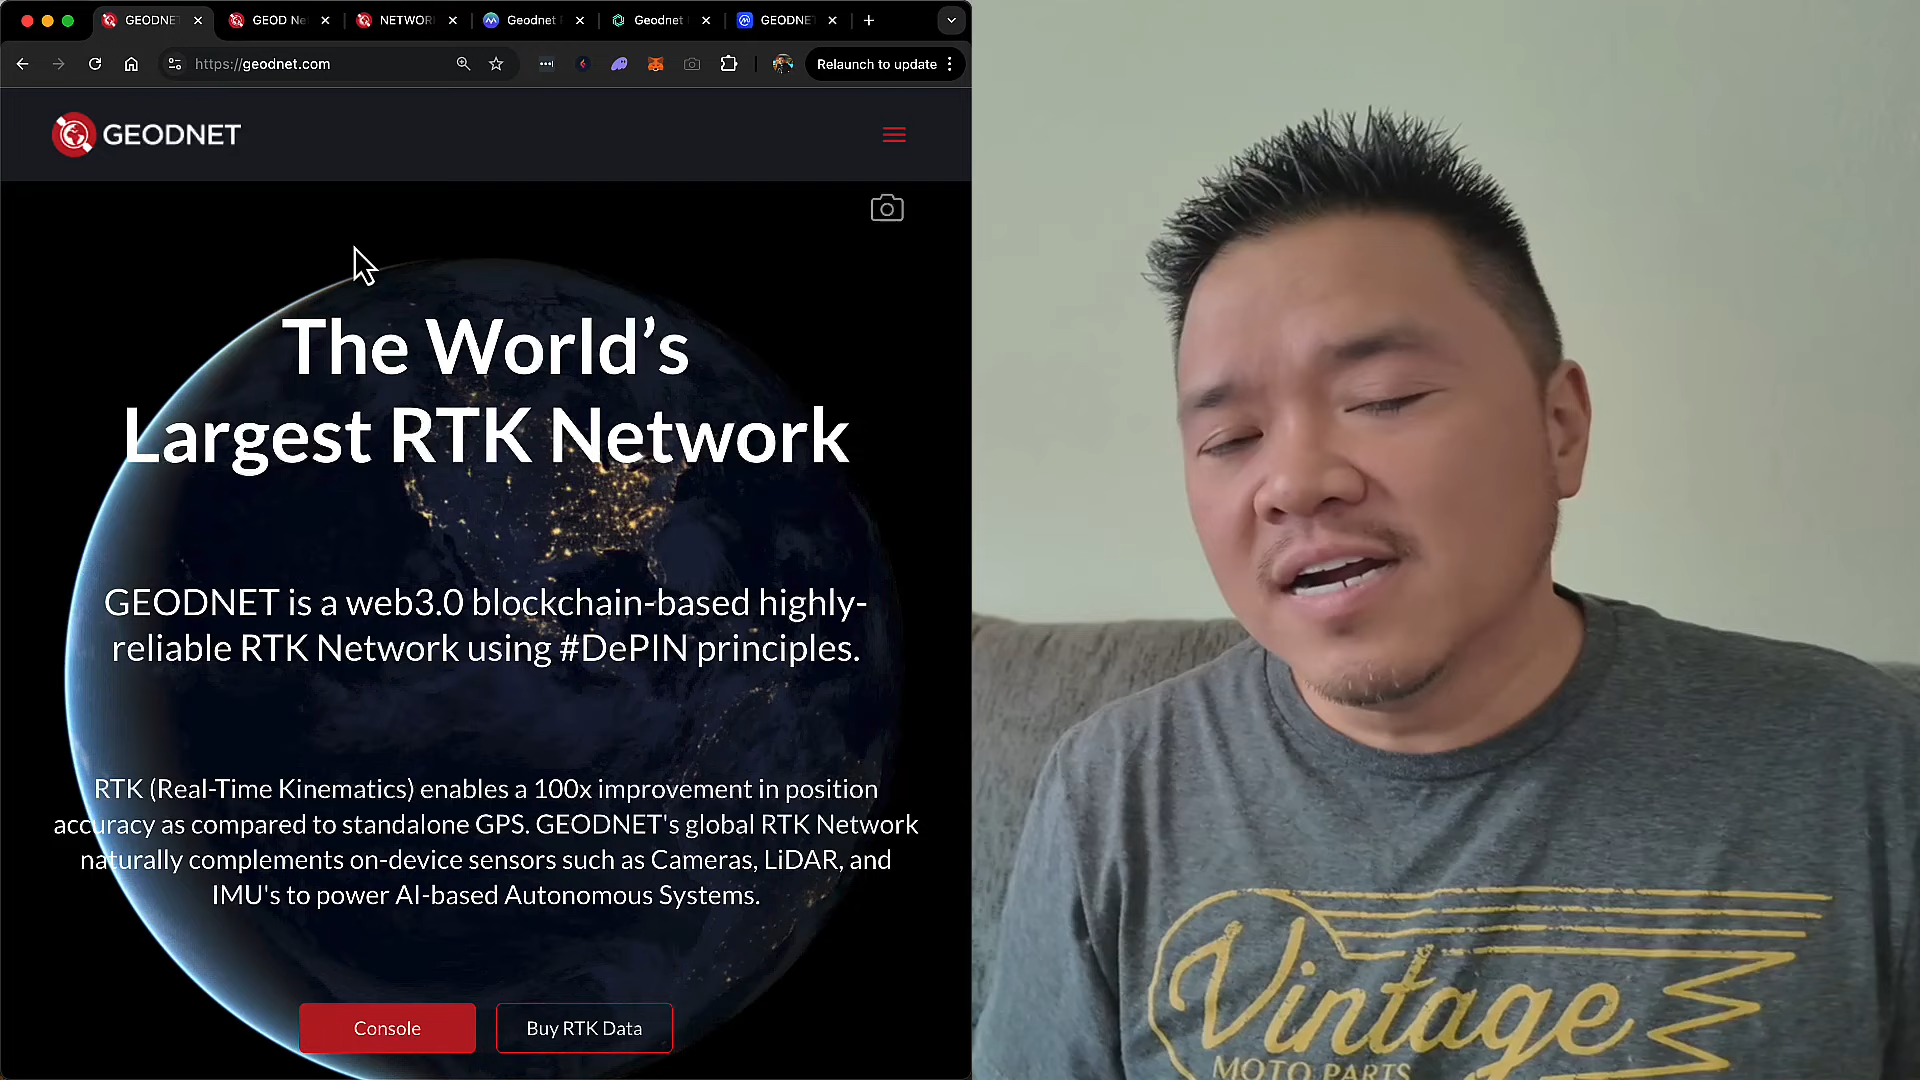 GEODNET
GEOD Ne
NETWOR
Geodnet
Geodnet
GEODNET
https://geodnet.com
Relaunch to update
GEODNET
The World's
Largest RTK Network
GEODNET is a web3.0 blockchain-based highly-
reliable RTK Network using #DePIN principles.
RTK (Real-Time Kinematics) enables a 100x improvement in position
accuracy as compared to standalone GPS. GEODNET's global RTK Network
naturally complements on-device sensors such as Cameras, LiDAR, and
IMU's to power AI-based Autonomous Systems.
Console
Buy RTK Data
Vintage
MOTO PARTS